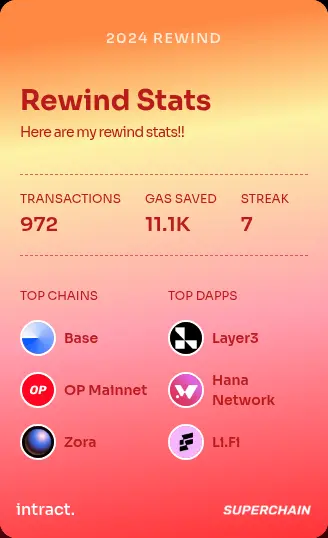 2024 REWIND
Rewind Stats
Here are my rewind stats!!
TRANSACTIONS GAS SAVED STREAK
972 11.1K 7
TOP CHAINS TOP DAPPS
Base Layer3
OP OP Mainnet Hana
Network
Zora Li.Fi
intract. SUPERCHAIN